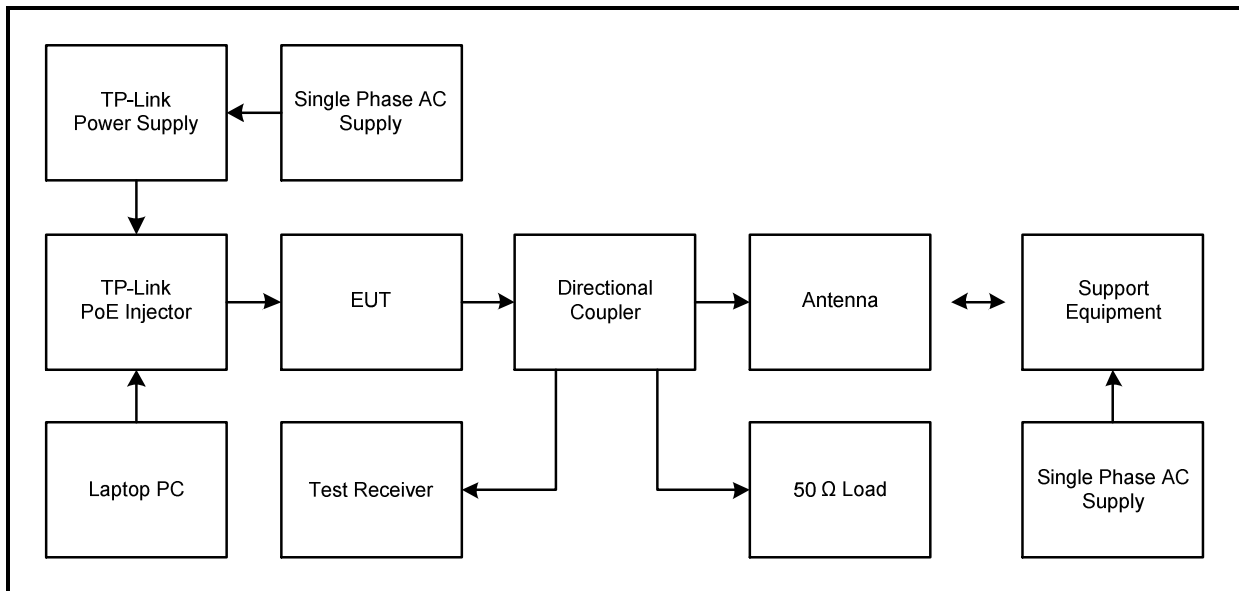 TP-Link
Power Supply
Single Phase AC
Supply
TP-Link
PoE Injector
EUT
Directional
Coupler
Antenna
Support
Equipment
Laptop PC
Test Receiver
50 Ω Load
Single Phase AC
Supply